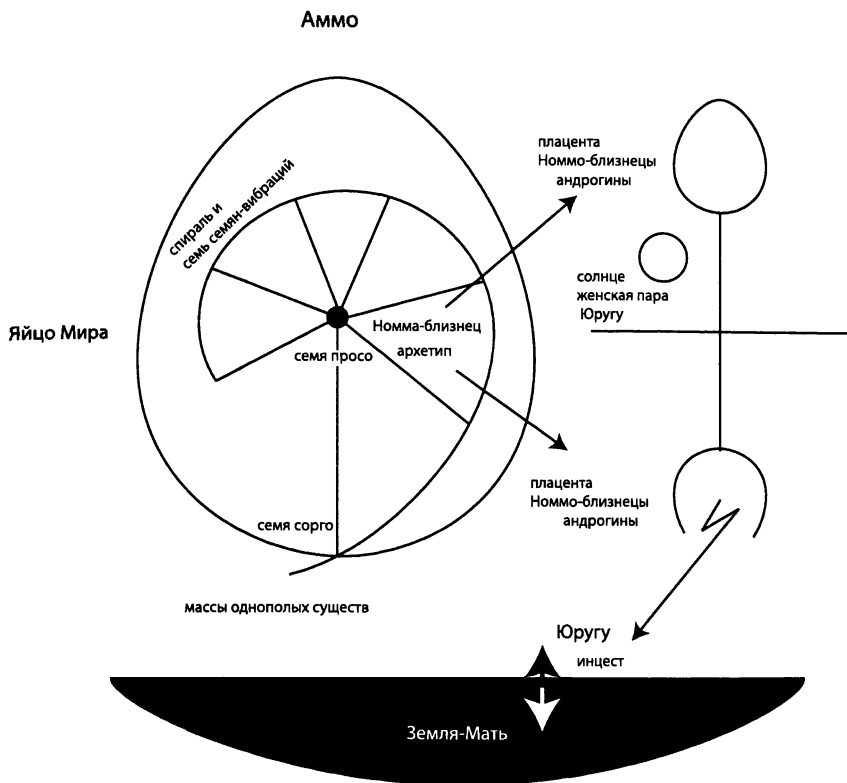 Аммо
плацента
Номмо-близнецы
андрогины
спираль и
семь семян-вибраций
солнце
женская пара
Юругу
Яйцо Мира
Номма-близнец
архетип
семя просо
плацента
Номмо-близнецы
андрогины
семя сорго
массы однополых существ
Юругу
инцест
Земля-Мать